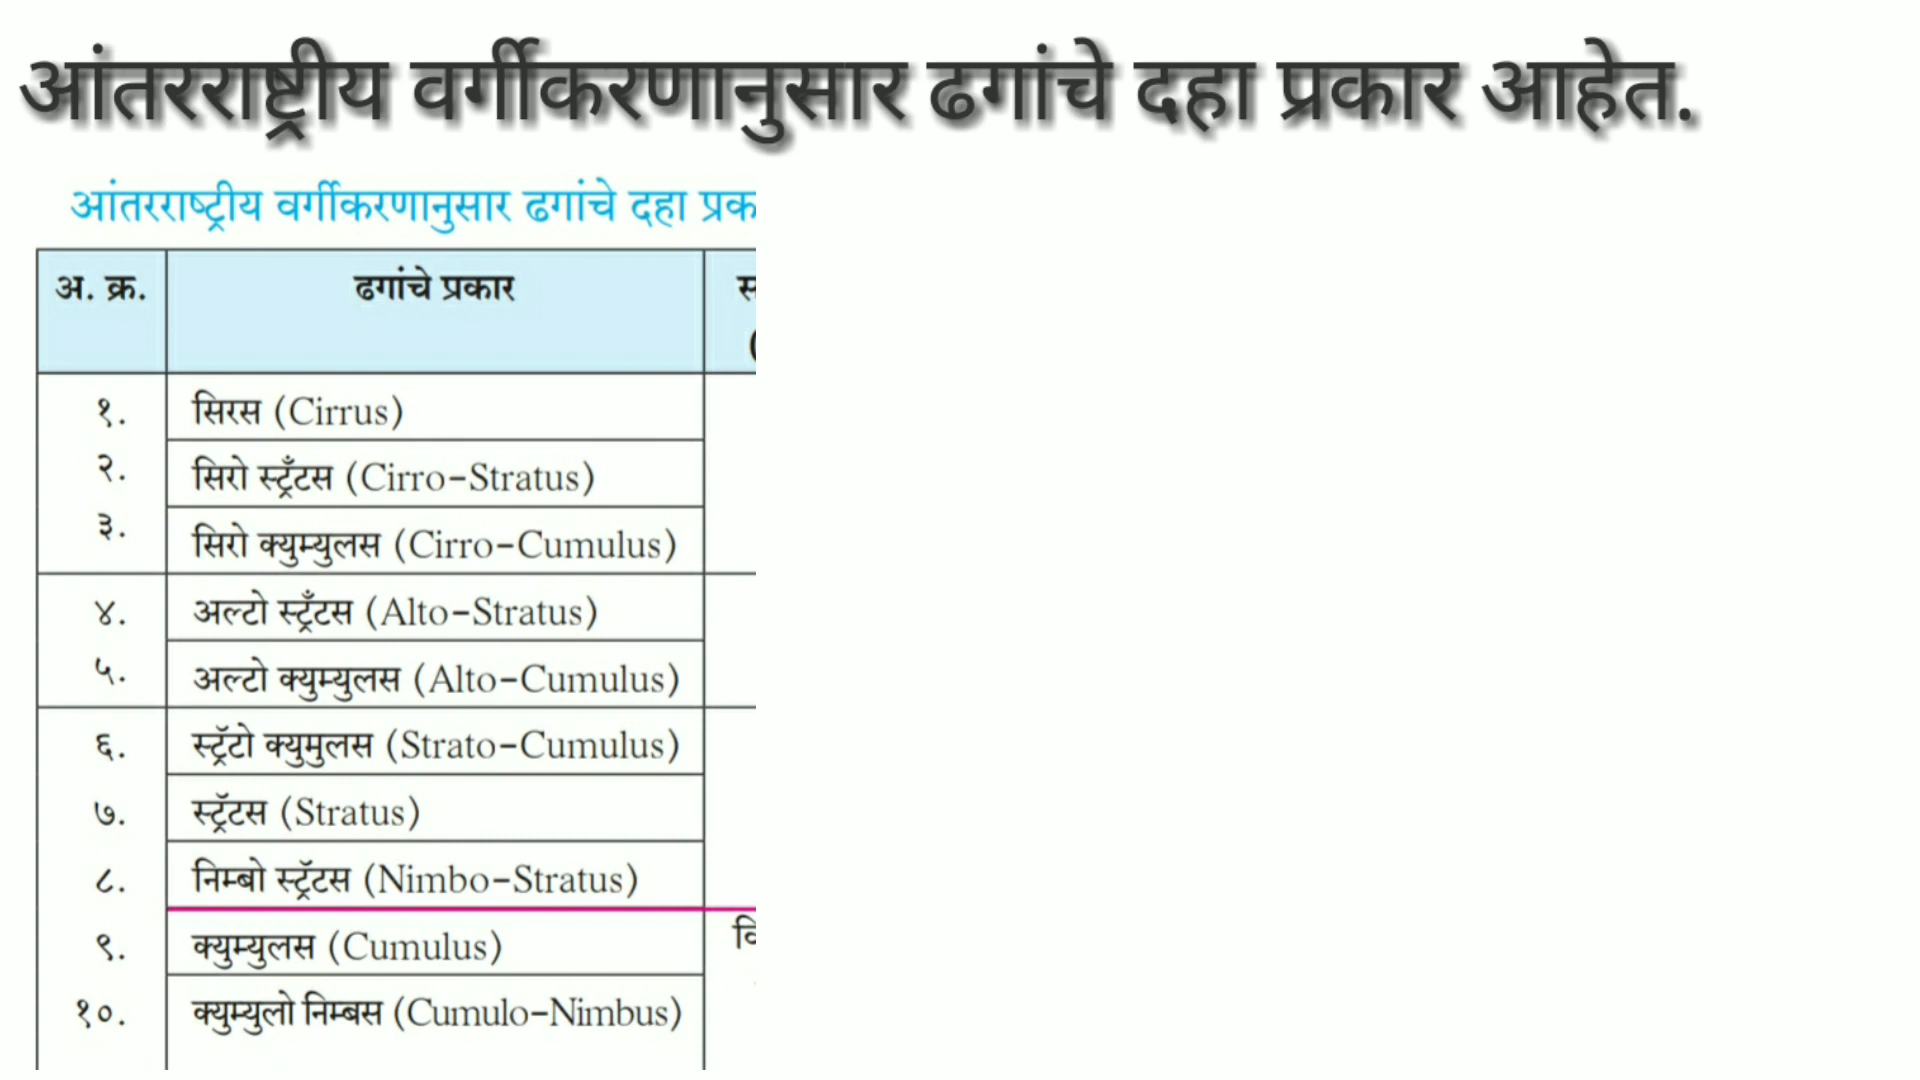 आंतरराष्ट्रीय वर्गीकरणानुसार ढगांचे दहा प्रकार आहेत.
आंतरराष्ट्रीय वर्गीकरणानुसार ढगांचे दहा
अ. क्र. ढगांचे प्रकार
१. सिरस (Cirrus)
२. सिरो स्ट्रँटस (Cirro-Stratus)
३. सिरो क्युम्युलस (Cirro-Cumulus)
४. अल्टो स्ट्रँटस (Alto-Stratus)
५. अल्टो क्युम्युलस (Alto-Cumulus)
६. स्ट्रॅटो क्युमुलस (Strato-Cumulus)
७. स्ट्रॅटस (Stratus)
८. निम्बो स्ट्रॅटस (Nimbo-Stratus)
९. क्युम्युलस (Cumulus)
१०. क्युम्युलो निम्बस (Cumulo-Nimbus)